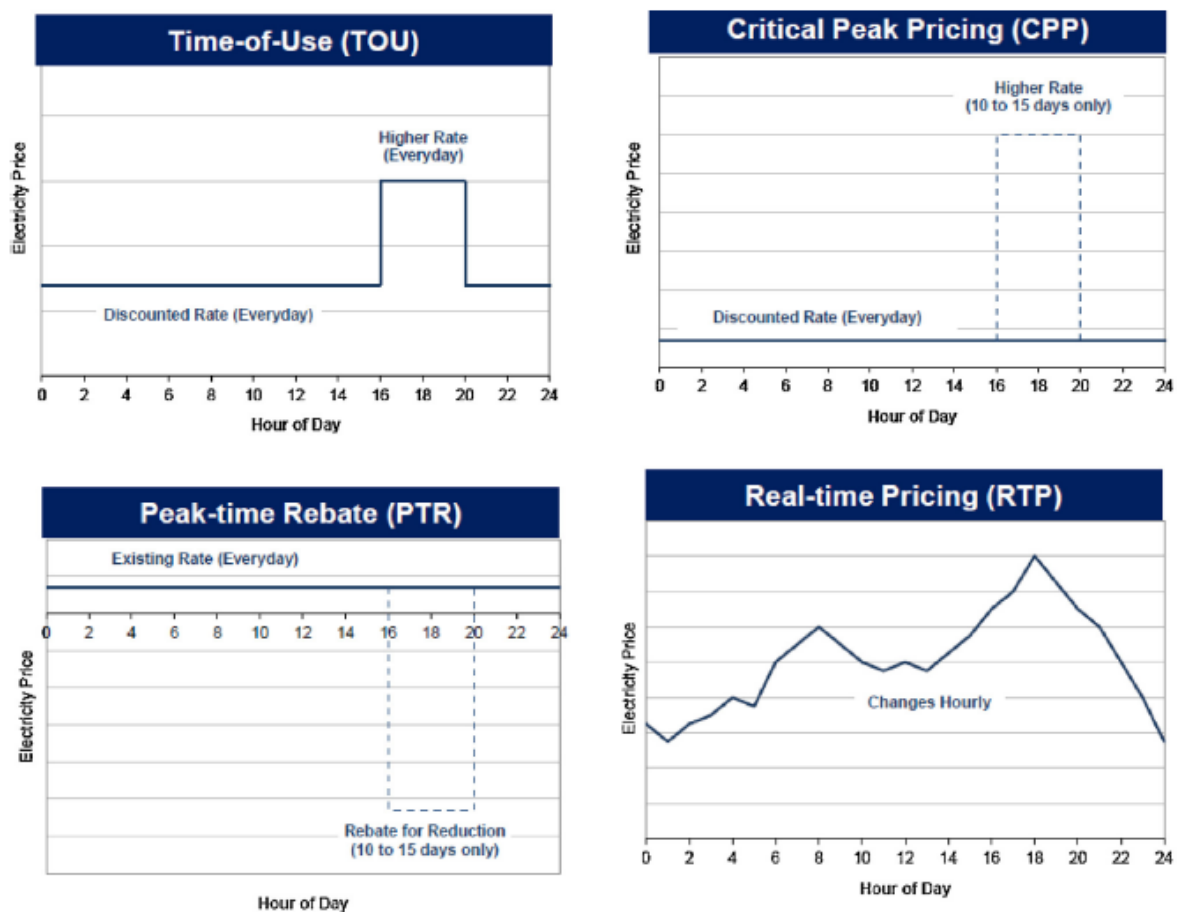 Time-of-Use (TOU)
Electricity Price
Higher Rate
(Everyday)
Discounted Rate (Everyday)
0 2 4 6 8 10 12 14 16 18 20 22 24
Hour of Day
Critical Peak Pricing (CPP)
Electricity Price
Higher Rate
(10 to 15 days only)
Discounted Rate (Everyday)
0 2 4 6 8 10 12 14 16 18 20 22 24
Hour of Day
Peak-time Rebate (PTR)
Existing Rate (Everyday)
0 2 4 6 8 10 12 14 16 18 20 22 24
Electricity Price
Rebate for Reduction
(10 to 15 days only)
Hour of Day
Real-time Pricing (RTP)
Electricity Price
Changes Hourly
0 2 4 6 8 10 12 14 16 18 20 22 24
Hour of Day